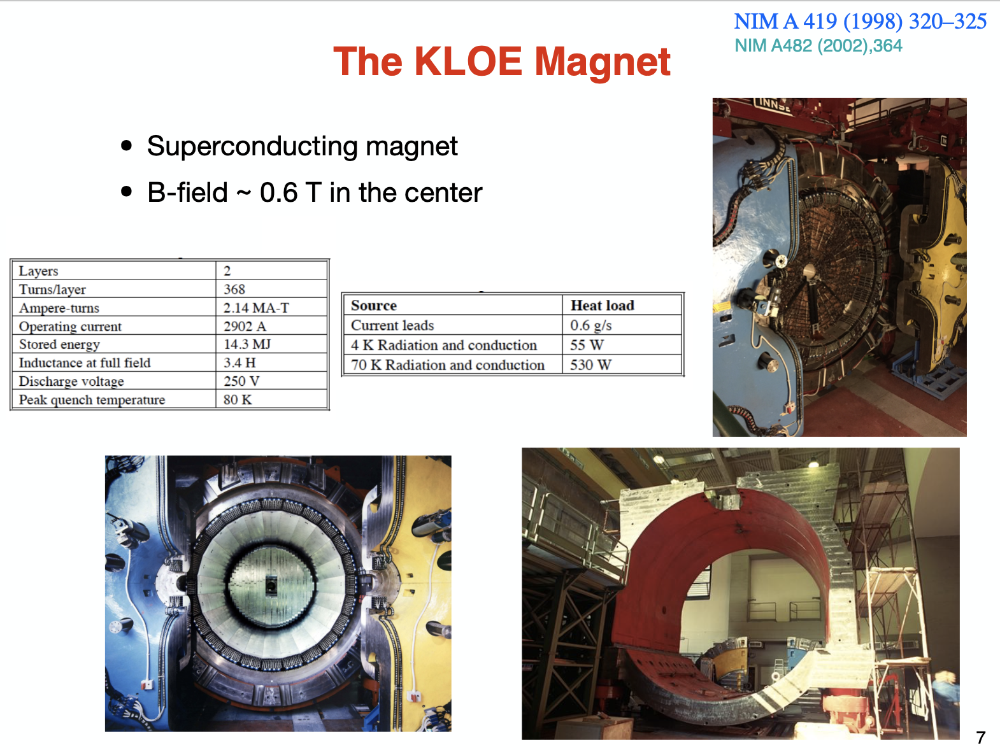 NIM A 419 (1998) 320–325
NIM A482 (2002),364
The KLOE Magnet
• Superconducting magnet
• B-field ~ 0.6 T in the center
Layers 2
Turns/layer 368
Ampere-turns 2.14 MA-T
Operating current 2902 A
Stored energy 14.3 MJ
Inductance at full field 3.4 H
Discharge voltage 250 V
Peak quench temperature 80 K
Source Heat load
Current leads 0.6 g/s
4 K Radiation and conduction 55 W
70 K Radiation and conduction 530 W
7